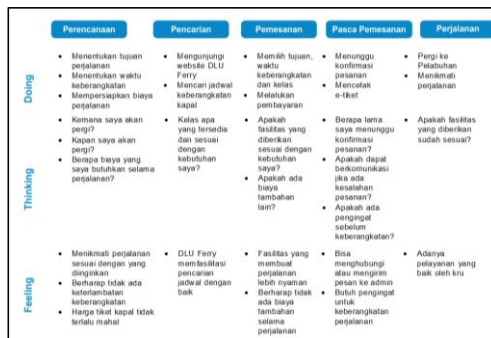 Perencanaan
Pencarian
Pemesanan
Pasca Pemesanan
Perjalanan
Doing
• Menentukan tujuan
perjalanan
• Menentukan waktu
keberangkatan
• Mempersiapkan biaya
perjalanan
• Mengunjungi
website DLU
Ferry
• Mencari jadwal
keberangkatan
kapal
• Memilih tujuan,
waktu
keberangkatan
dan kelas
• Melalukan
pembayaran
• Menunggu
konfirmasi
pesanan
• Mencetak
e-tiket
• Pergi ke
Pelabuhan
• Menikmati
perjalanan
Thinking
• Kemana saya akan
pergi?
• Kapan saya akan
pergi?
• Berapa biaya yang
saya butuhkan selama
perjalanan?
• Kelas apa
yang tersedia
dan sesuai
dengan
kebutuhan
saya?
• Apakah
fasilitas yang
diberikan
sesuai dengan
kebutuhan
saya?
• Apakah ada
biaya
tambahan
lain?
• Berapa lama
saya menunggu
konfirmasi
pesanan?
• Apakah dapat
berkomunikasi
jika ada
kesalahan
pesanan?
• Apakah ada
pengingat
sebelum
keberangkatan?
• Apakah fasilitas
yang diberikan
sudah sesuai?
Feeling
• Menikmati perjalanan
sesuai dengan yang
diinginkan
• Berharap tidak ada
keterlambatan
keberangkatan
• Harga tiket kapal tidak
terlalu mahal
• DLU Ferry
memfasilitasi
pencarian
jadwal dengan
baik
• Fasilitas yang
membuat
perjalanan
lebih nyaman
• Berharap tidak
ada biaya
tambahan
selama
perjalanan
• Bisa
menghubungi
atau mengirim
pesan ke admin
• Butuh pengingat
untuk
keberangkatan
perjalanan
• Adanya
pelayanan yang
baik oleh kru